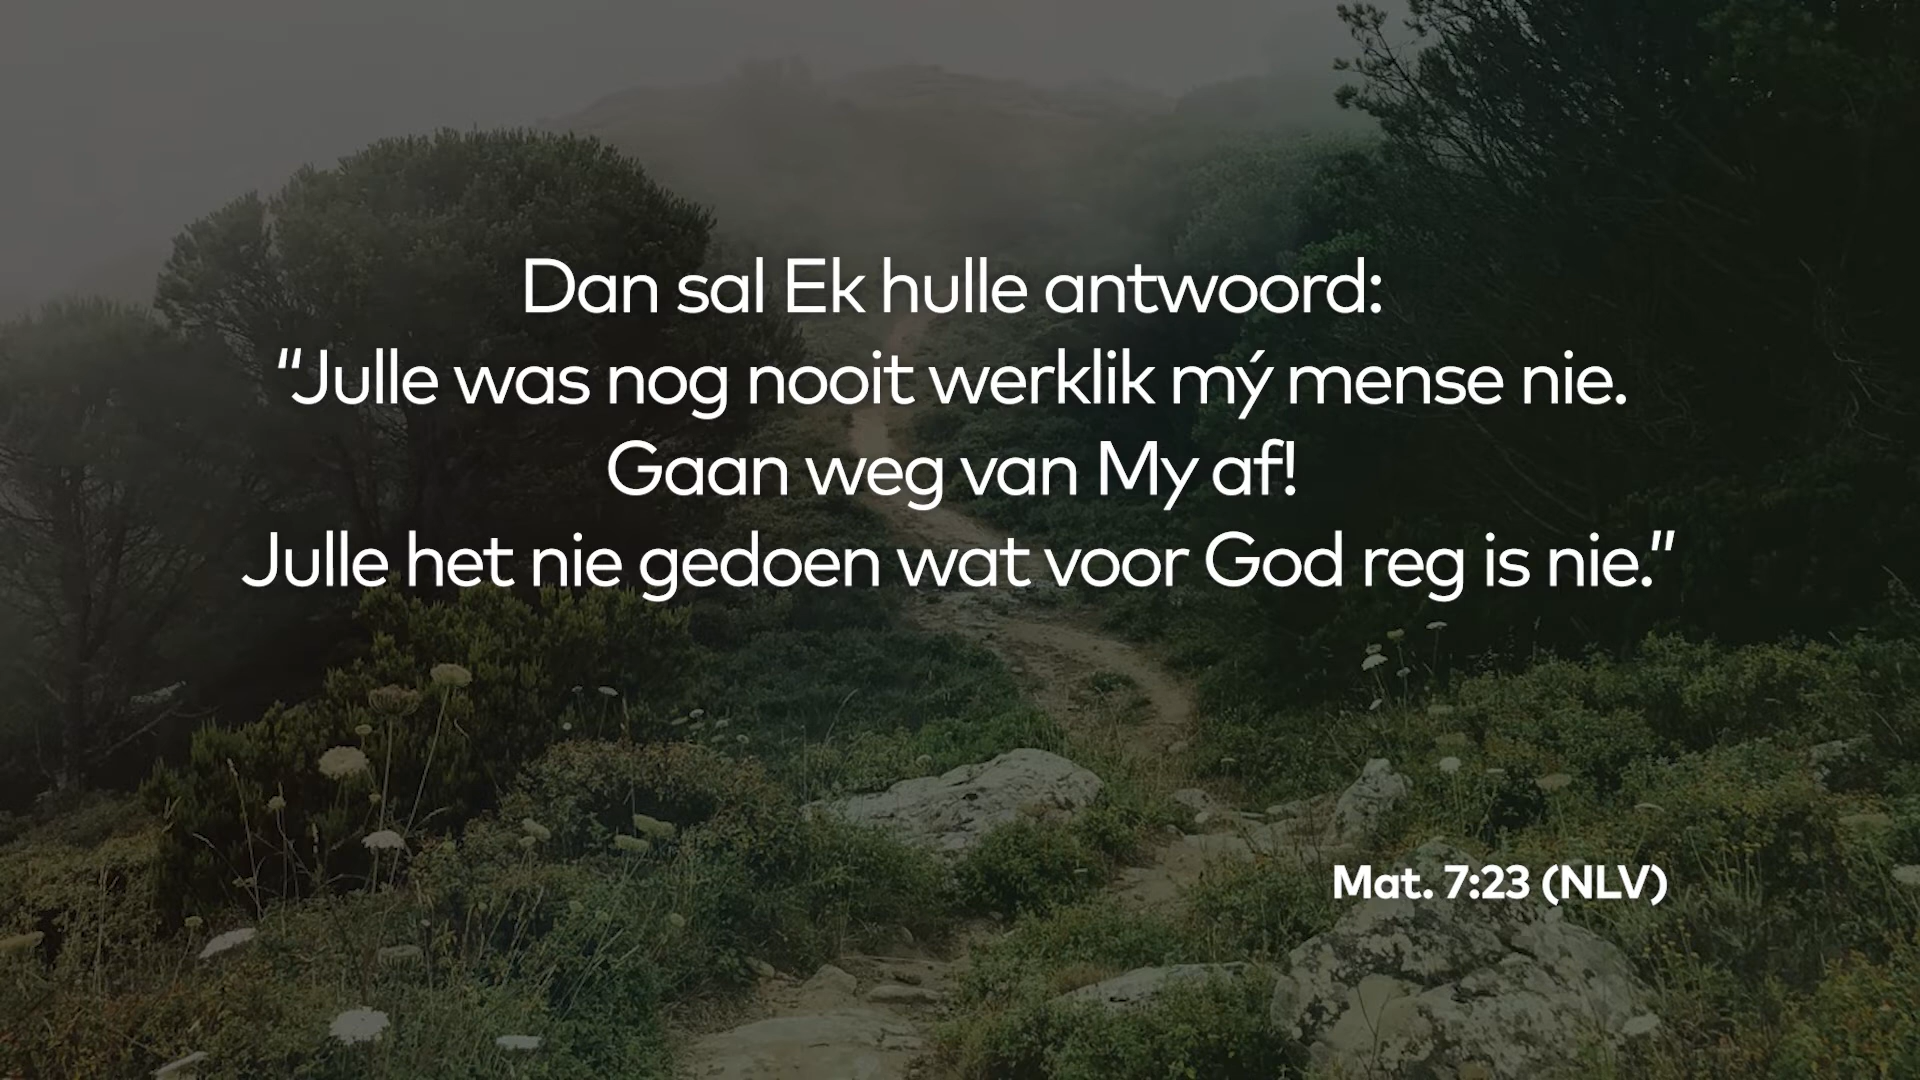 Dan sal Ek hulle antwoord:
“Julle was nog nooit werklik mý mense nie.
Gaan weg van My af!
Julle het nie gedoen wat voor God reg is nie.”
Mat. 7:23 (NLV)